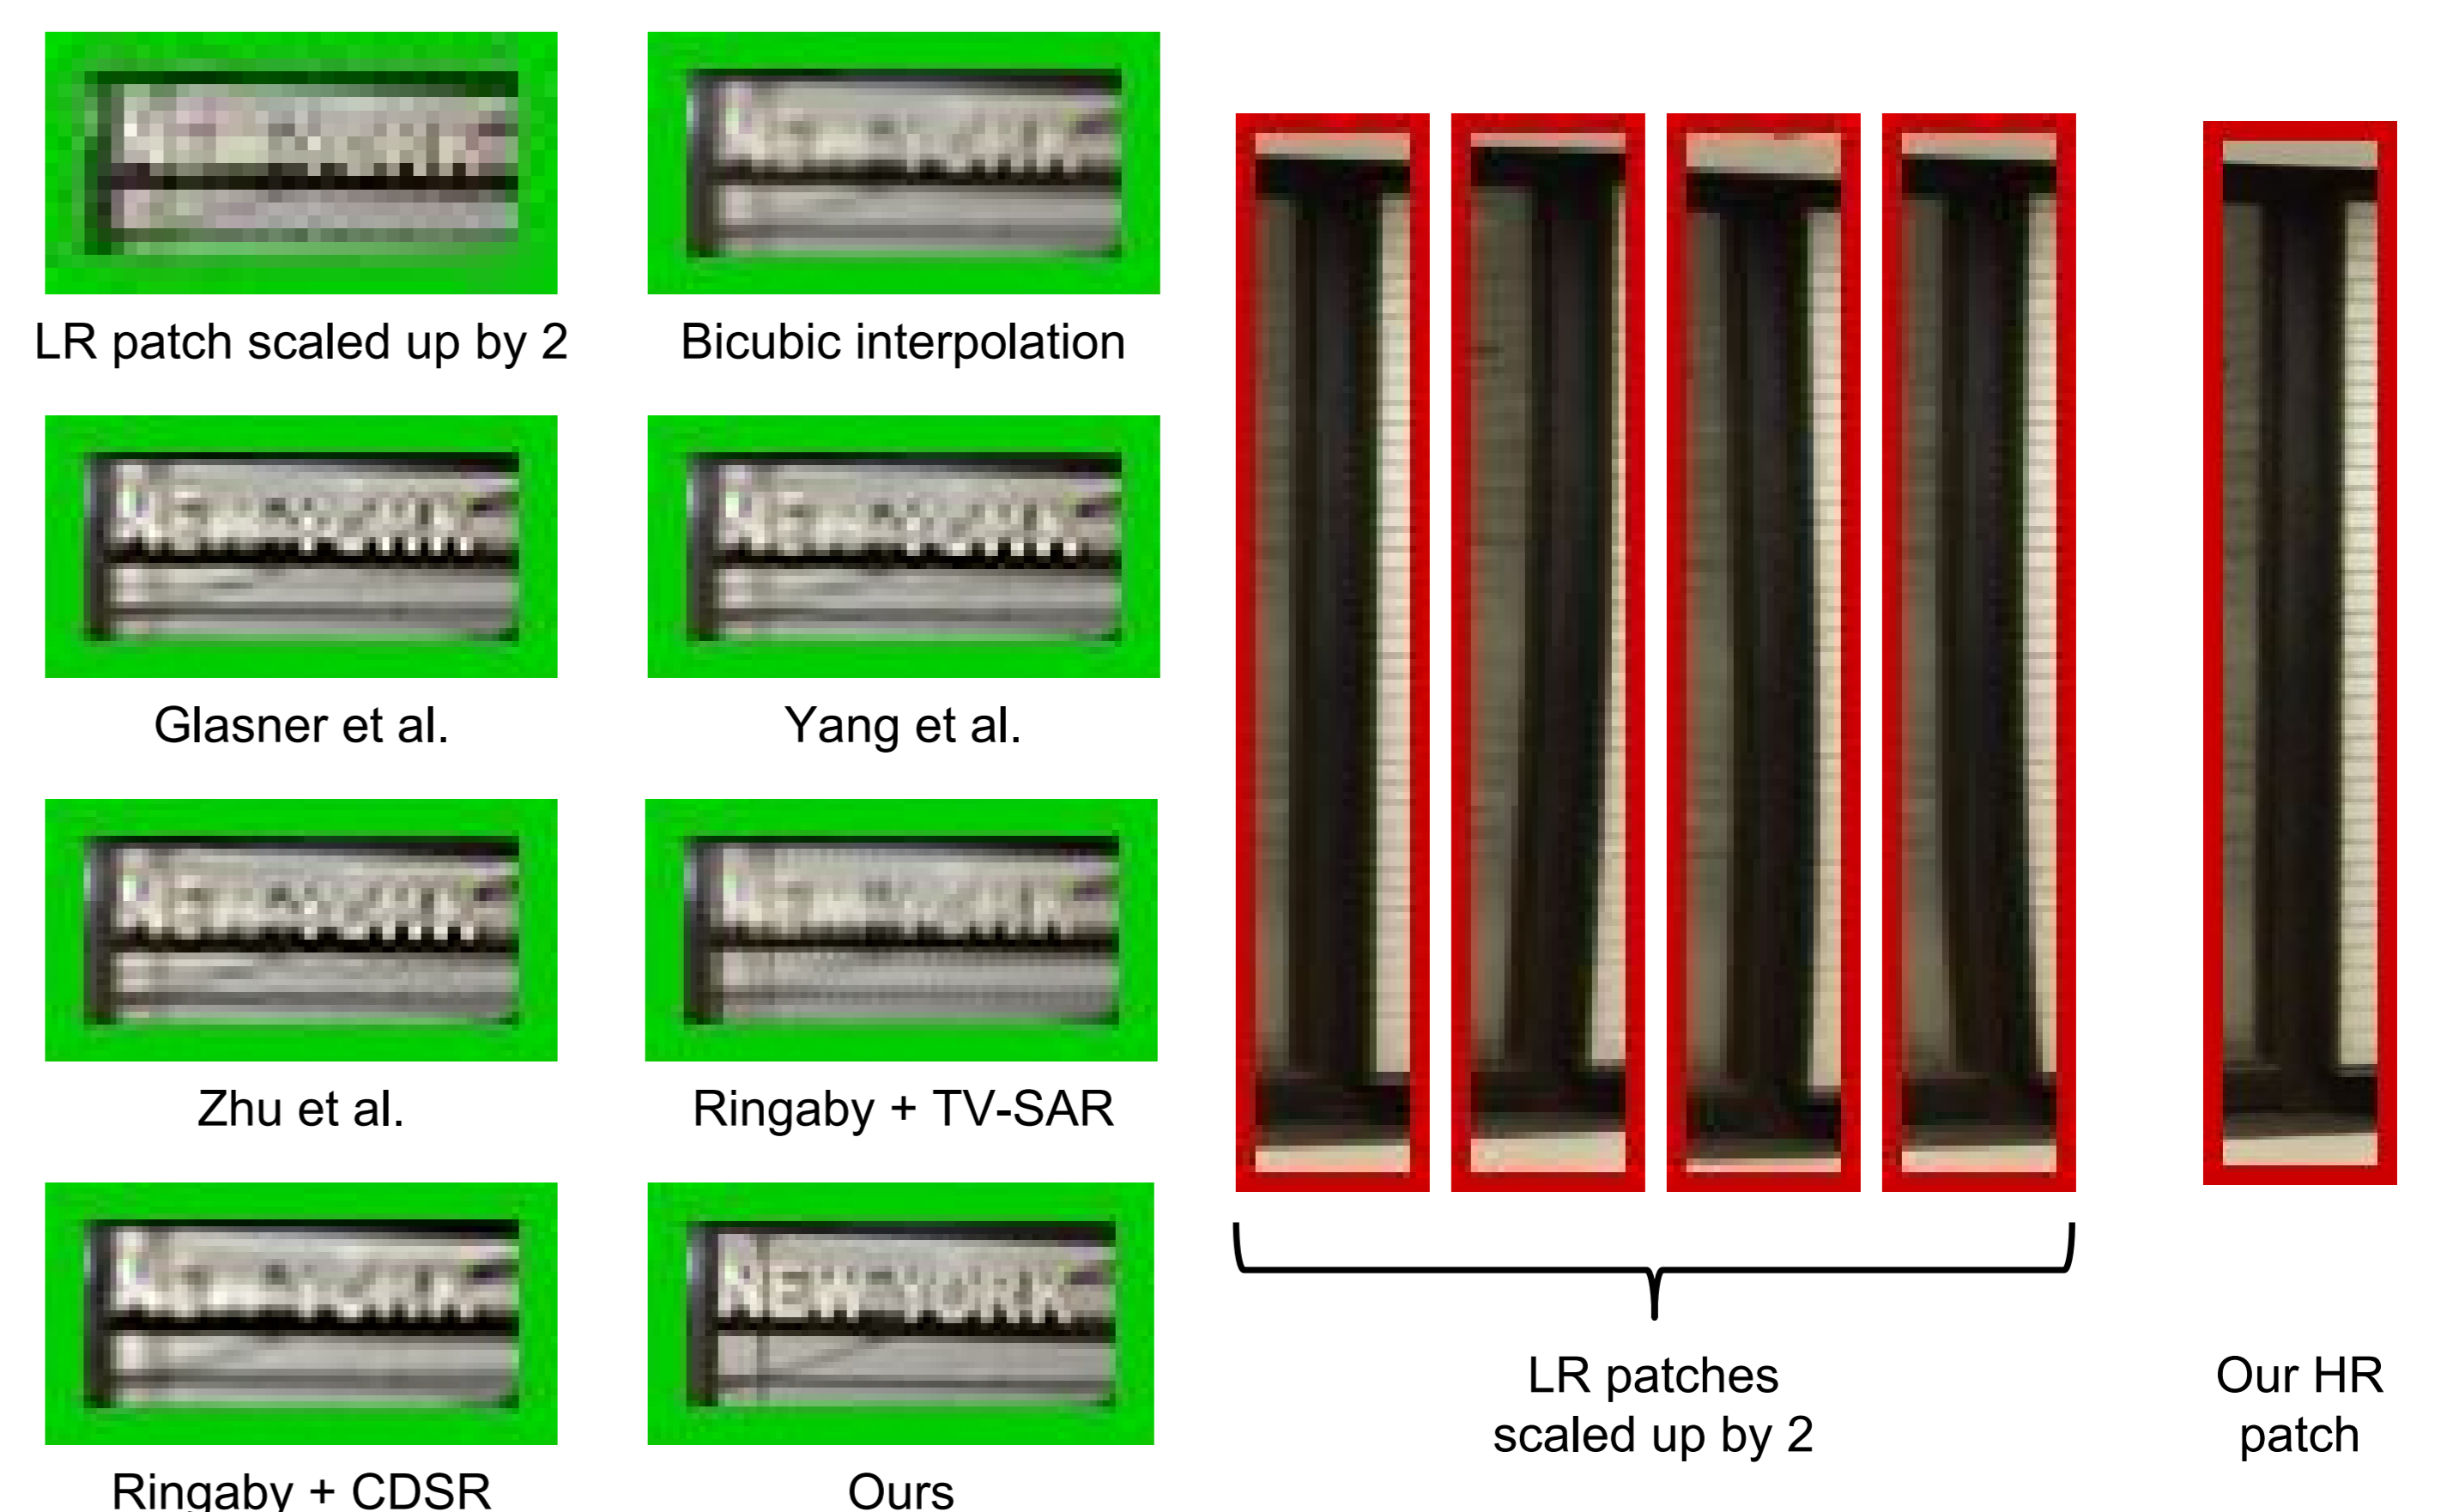 LR patch scaled up by 2
Bicubic interpolation
Glasner et al.
Yang et al.
Zhu et al.
Ringaby + TV-SAR
NEW YORK
Ringaby + CDSR
Ours
LR patches
scaled up by 2
Our HR
patch